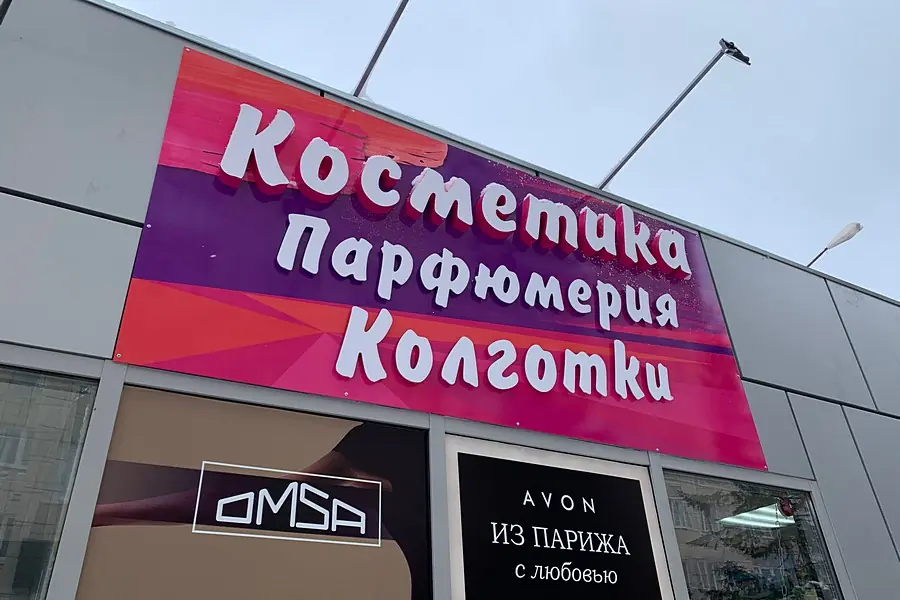 Косметика
Парфюмерия
Колготки
OMSA
AVON
ИЗ ПАРИЖА
с любовью